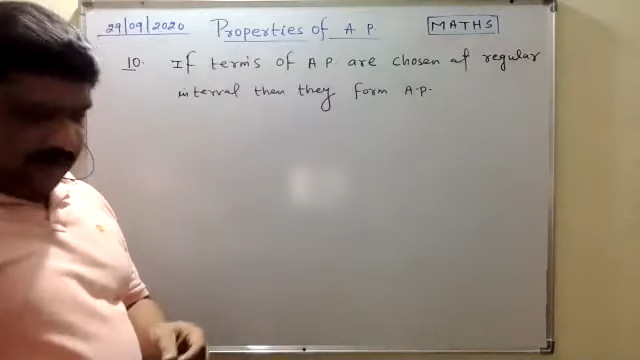 29/09/2020 Properties of A P MATHS
10. If terms of A P are chosen at regular
interval then they form A.P.